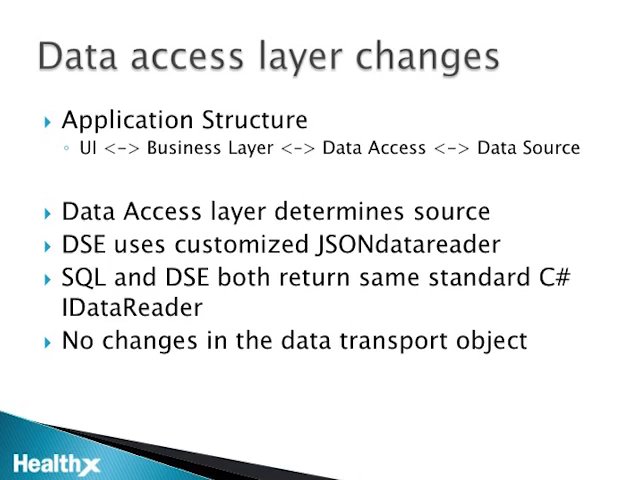 Data access layer changes
Application Structure
UI <-> Business Layer <-> Data Access <-> Data Source
Data Access layer determines source
DSE uses customized JSONdatareader
SQL and DSE both return same standard C#
IDataReader
No changes in the data transport object
Healthx